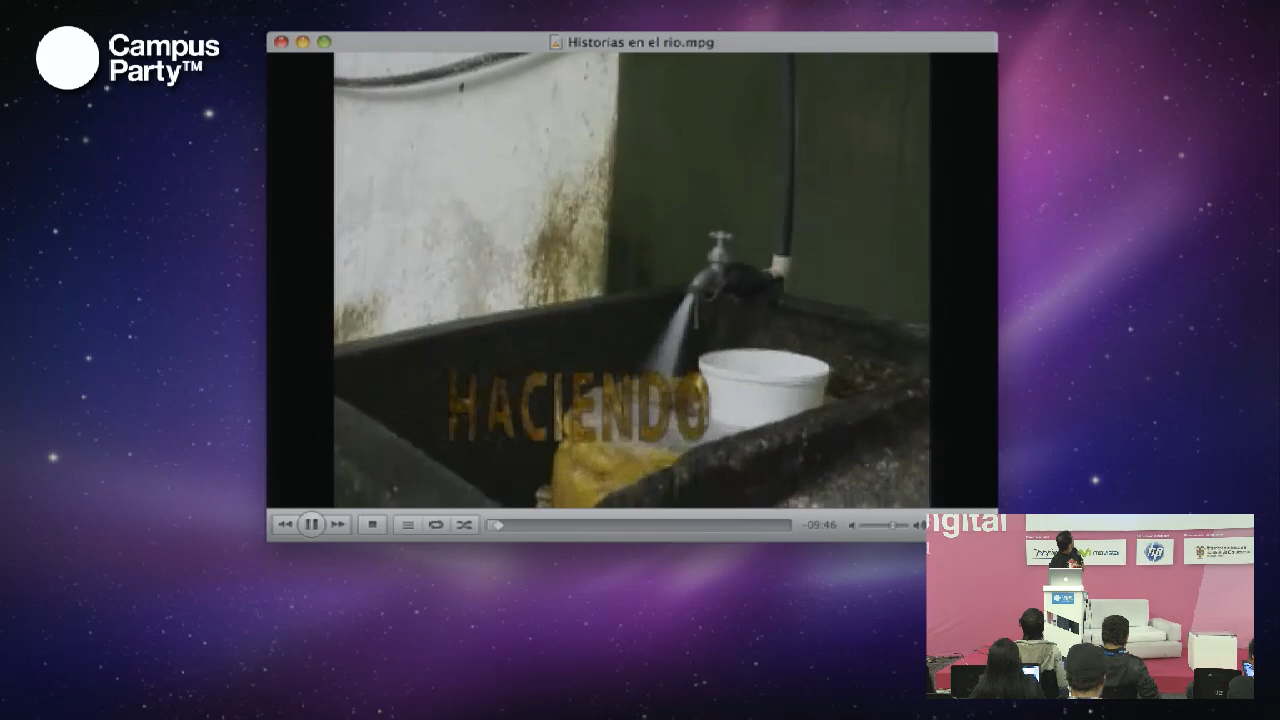 Campus
Party™
Historias en el rio.mpg
HACIENDO
-09:46
igital
movistar
hp